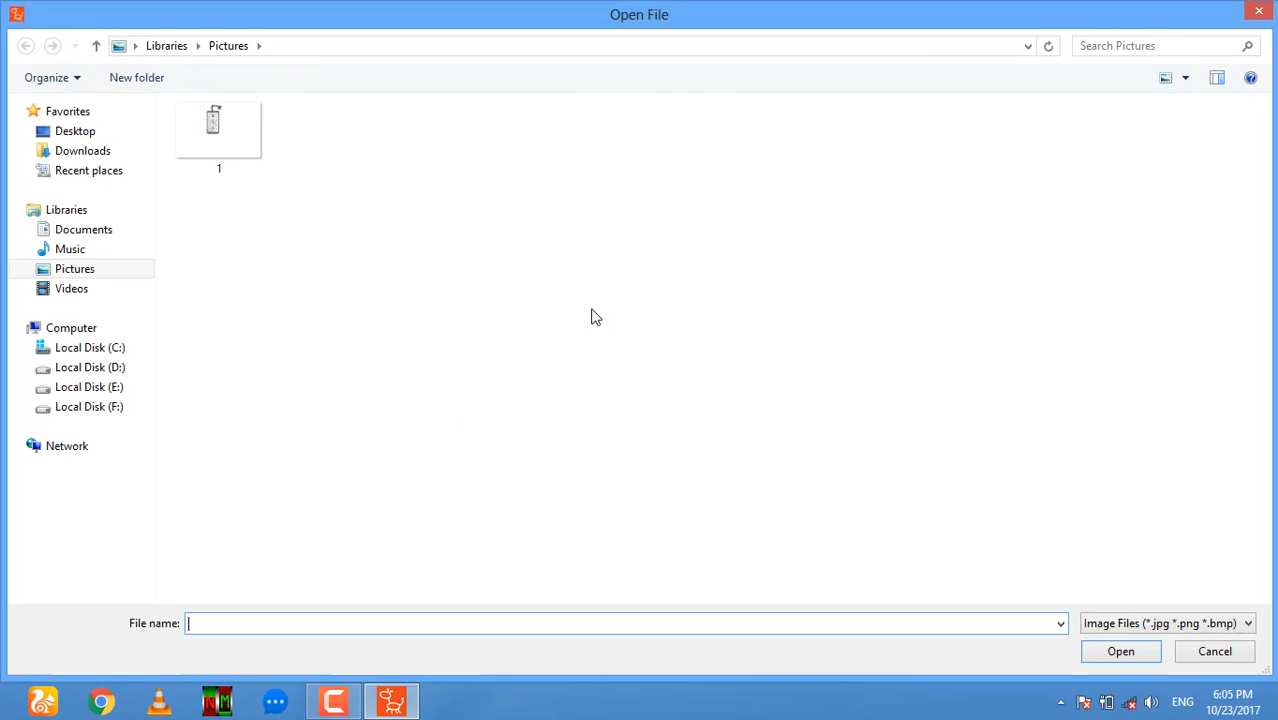 Open File
Libraries
Pictures
Search Pictures
Organize
New folder
Favorites
Desktop
Downloads
Recent places
Libraries
Documents
Music
Pictures
Videos
Computer
Local Disk (C:)
Local Disk (D:)
Local Disk (E:)
Local Disk (F:)
Network
1
File name:
Image Files (*.jpg *.png *.bmp)
Open
Cancel
NM
ENG
6:05 PM
10/23/2017